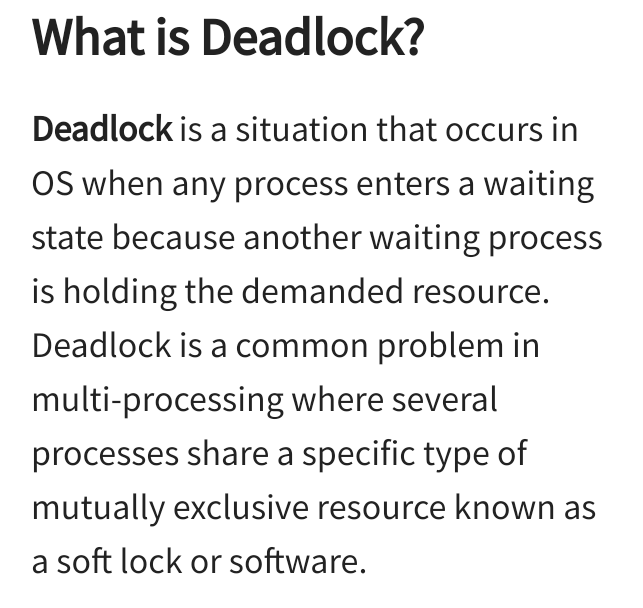 What is Deadlock?
Deadlock is a situation that occurs in
OS when any process enters a waiting
state because another waiting process
is holding the demanded resource.
Deadlock is a common problem in
multi-processing where several
processes share a specific type of
mutually exclusive resource known as
a soft lock or software.